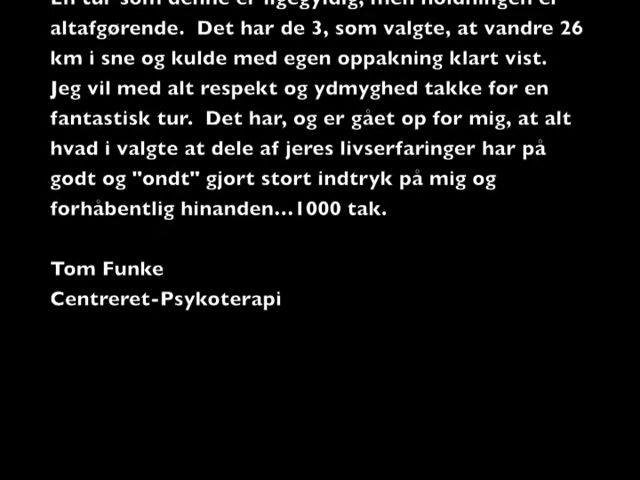 En tur som denne er ligegyldig, men holdningen er
altafgørende.  Det har de 3, som valgte, at vandre 26
km i sne og kulde med egen oppakning klart vist.
Jeg vil med alt respekt og ydmyghed takke for en
fantastisk tur.  Det har, og er gået op for mig, at alt
hvad i valgte at dele af jeres livserfaringer har på
godt og "ondt" gjort stort indtryk på mig og
forhåbentlig hinanden...1000 tak.
Tom Funke
Centreret-Psykoterapi